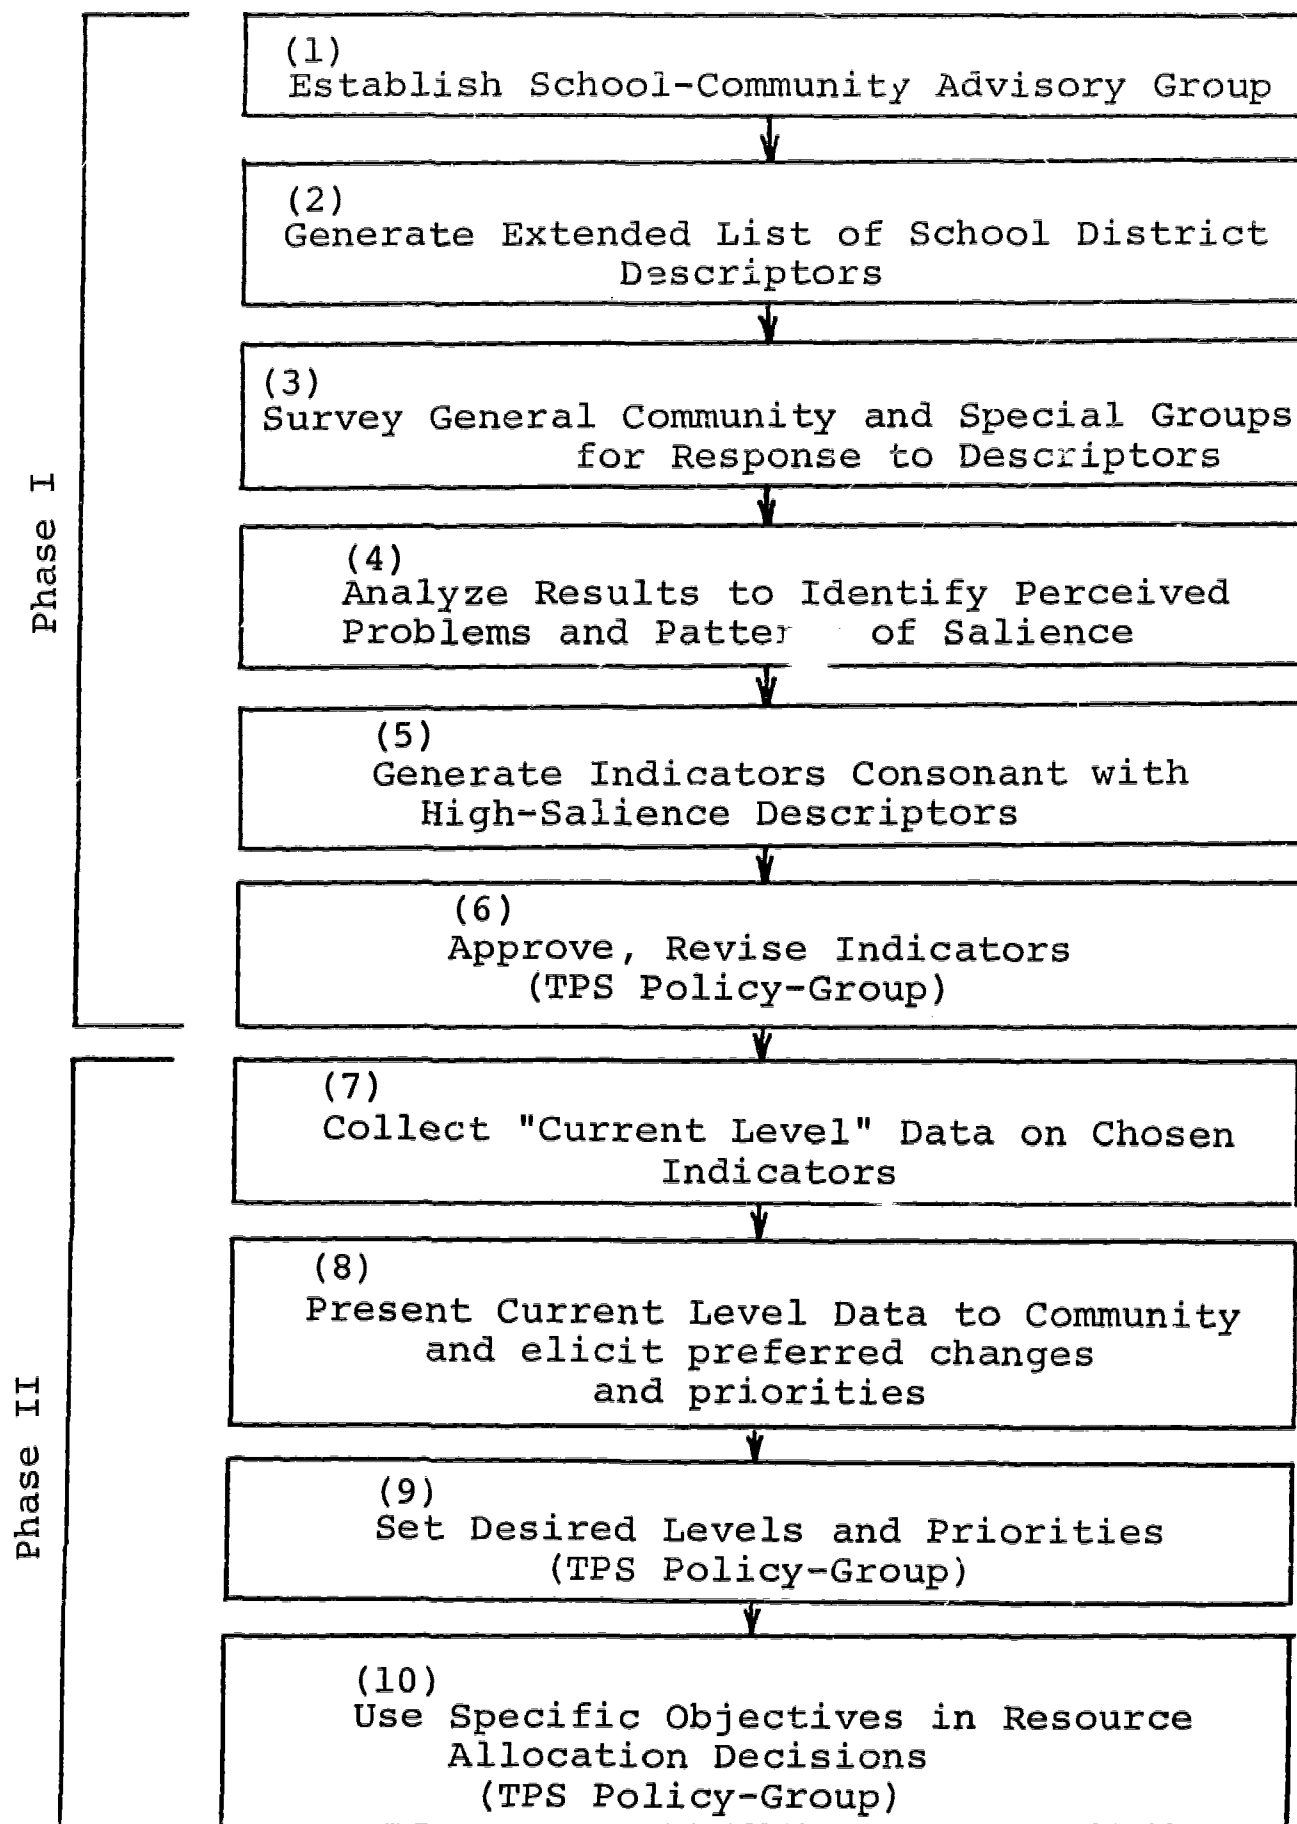 (1)
Establish School-Community Advisory Group
(2)
Generate Extended List of School District
Descriptors
(3)
Survey General Community and Special Groups
for Response to Descriptors
Phase I
(4)
Analyze Results to Identify Perceived
Problems and Patter of Salience
(5)
Generate Indicators Consonant with
High-Salience Descriptors
(6)
Approve, Revise Indicators
(TPS Policy-Group)
(7)
Collect "Current Level" Data on Chosen
Indicators
(8)
Present Current Level Data to Community
and elicit preferred changes
and priorities
Phase II
(9)
Set Desired Levels and Priorities
(TPS Policy-Group)
(10)
Use Specific Objectives in Resource
Allocation Decisions
(TPS Policy-Group)